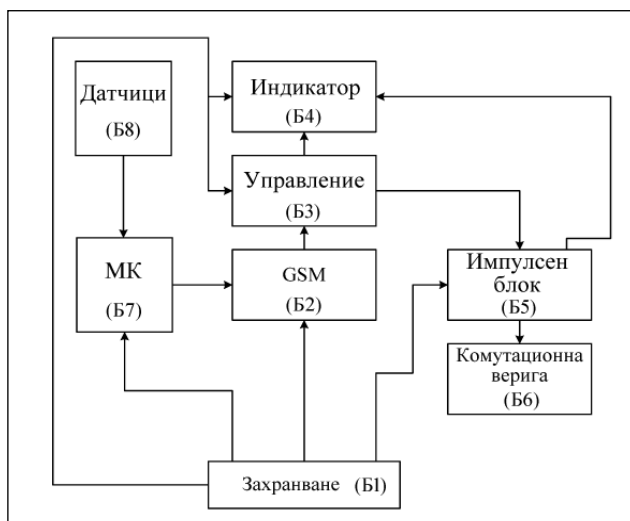 Датчици
(Б8)
Индикатор
(Б4)
Управление
(Б3)
МК
(Б7)
GSM
(Б2)
Импулсен
блок
(Б5)
Комутационна
верига
(Б6)
Захранване (Б1)